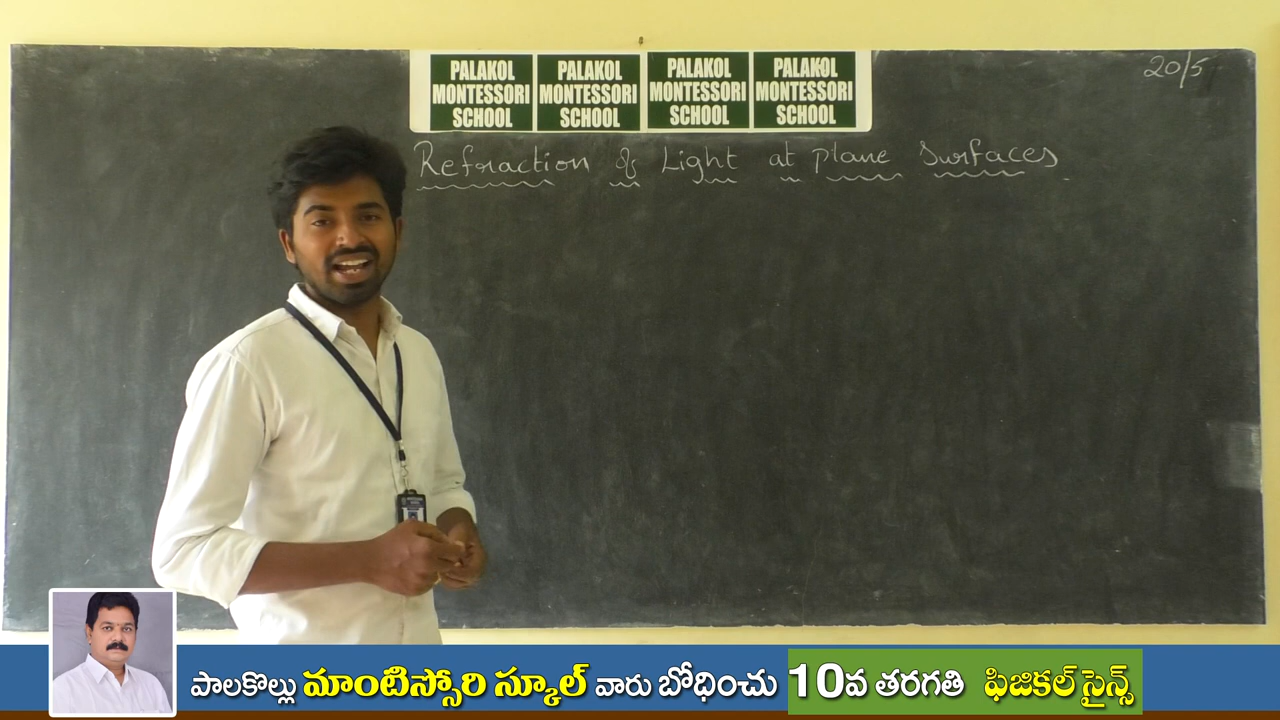 PALAKOL MONTESSORI SCHOOL
PALAKOL MONTESSORI SCHOOL
PALAKOL MONTESSORI SCHOOL
PALAKOL MONTESSORI SCHOOL
20/5
Refraction of Light at plane surfaces
పాలకొల్లు మాంటిస్సోరి స్కూల్ వారు బోధించు 10వ తరగతి ఫిజికల్ సైన్స్